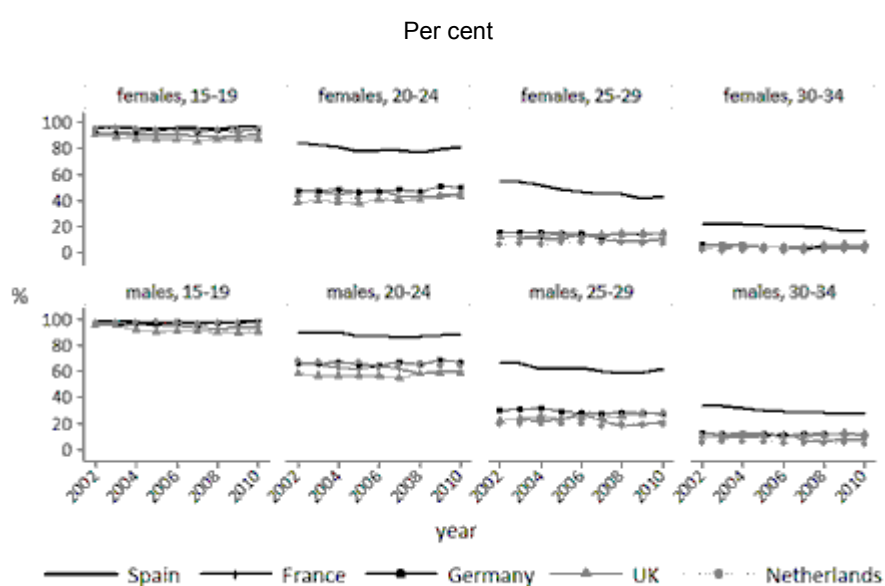 Per cent
females, 15-19 females, 20-24 females, 25-29 females, 30-34
100
80
60
40
20
0
%
males, 15-19 males, 20-24 males, 25-29 males, 30-34
100
80
60
40
20
0
2002 2004 2006 2008 2010 2002 2004 2006 2008 2010 2002 2004 2006 2008 2010 2002 2004 2006 2008 2010
year
Spain France Germany UK Netherlands